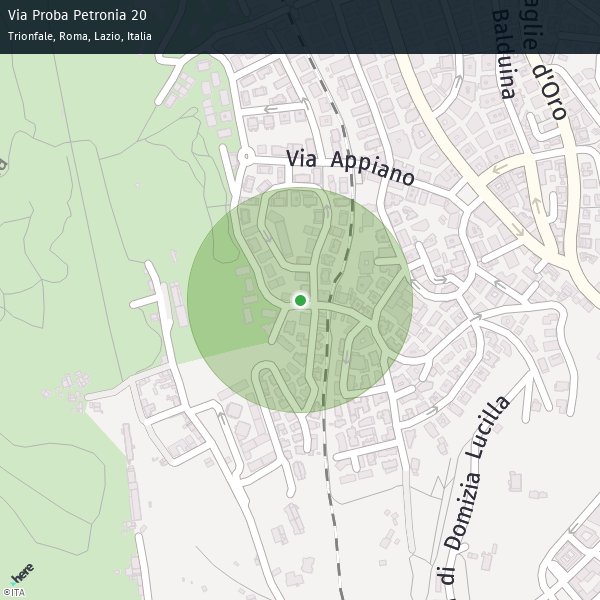 Via Proba Petronia 20
Trionfale, Roma, Lazio, Italia
Balduina
aglie d'Oro
Via Appiano
di Domizia Lucilla
here
©ITA